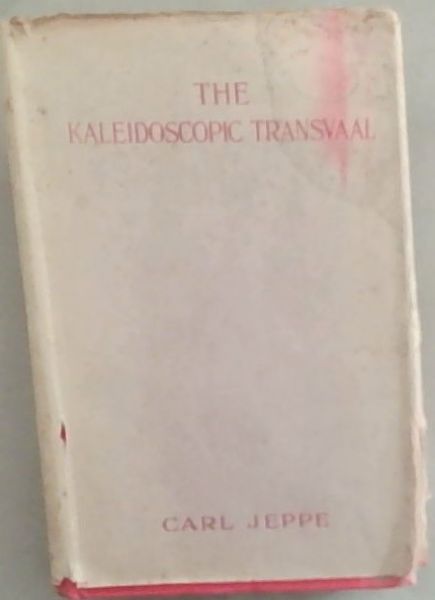 THE
KALEIDOSCOPIC TRANSVAAL
CARL JEPPE